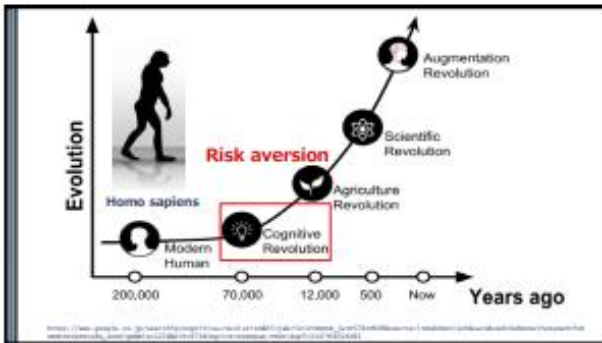 Augmentation
Revolution
Scientific
Revolution
Risk aversion
Agriculture
Revolution
Homo sapiens
Evolution
Cognitive
Revolution
Modern
Human
200,000
70,000
12,000
500
Now
Years ago